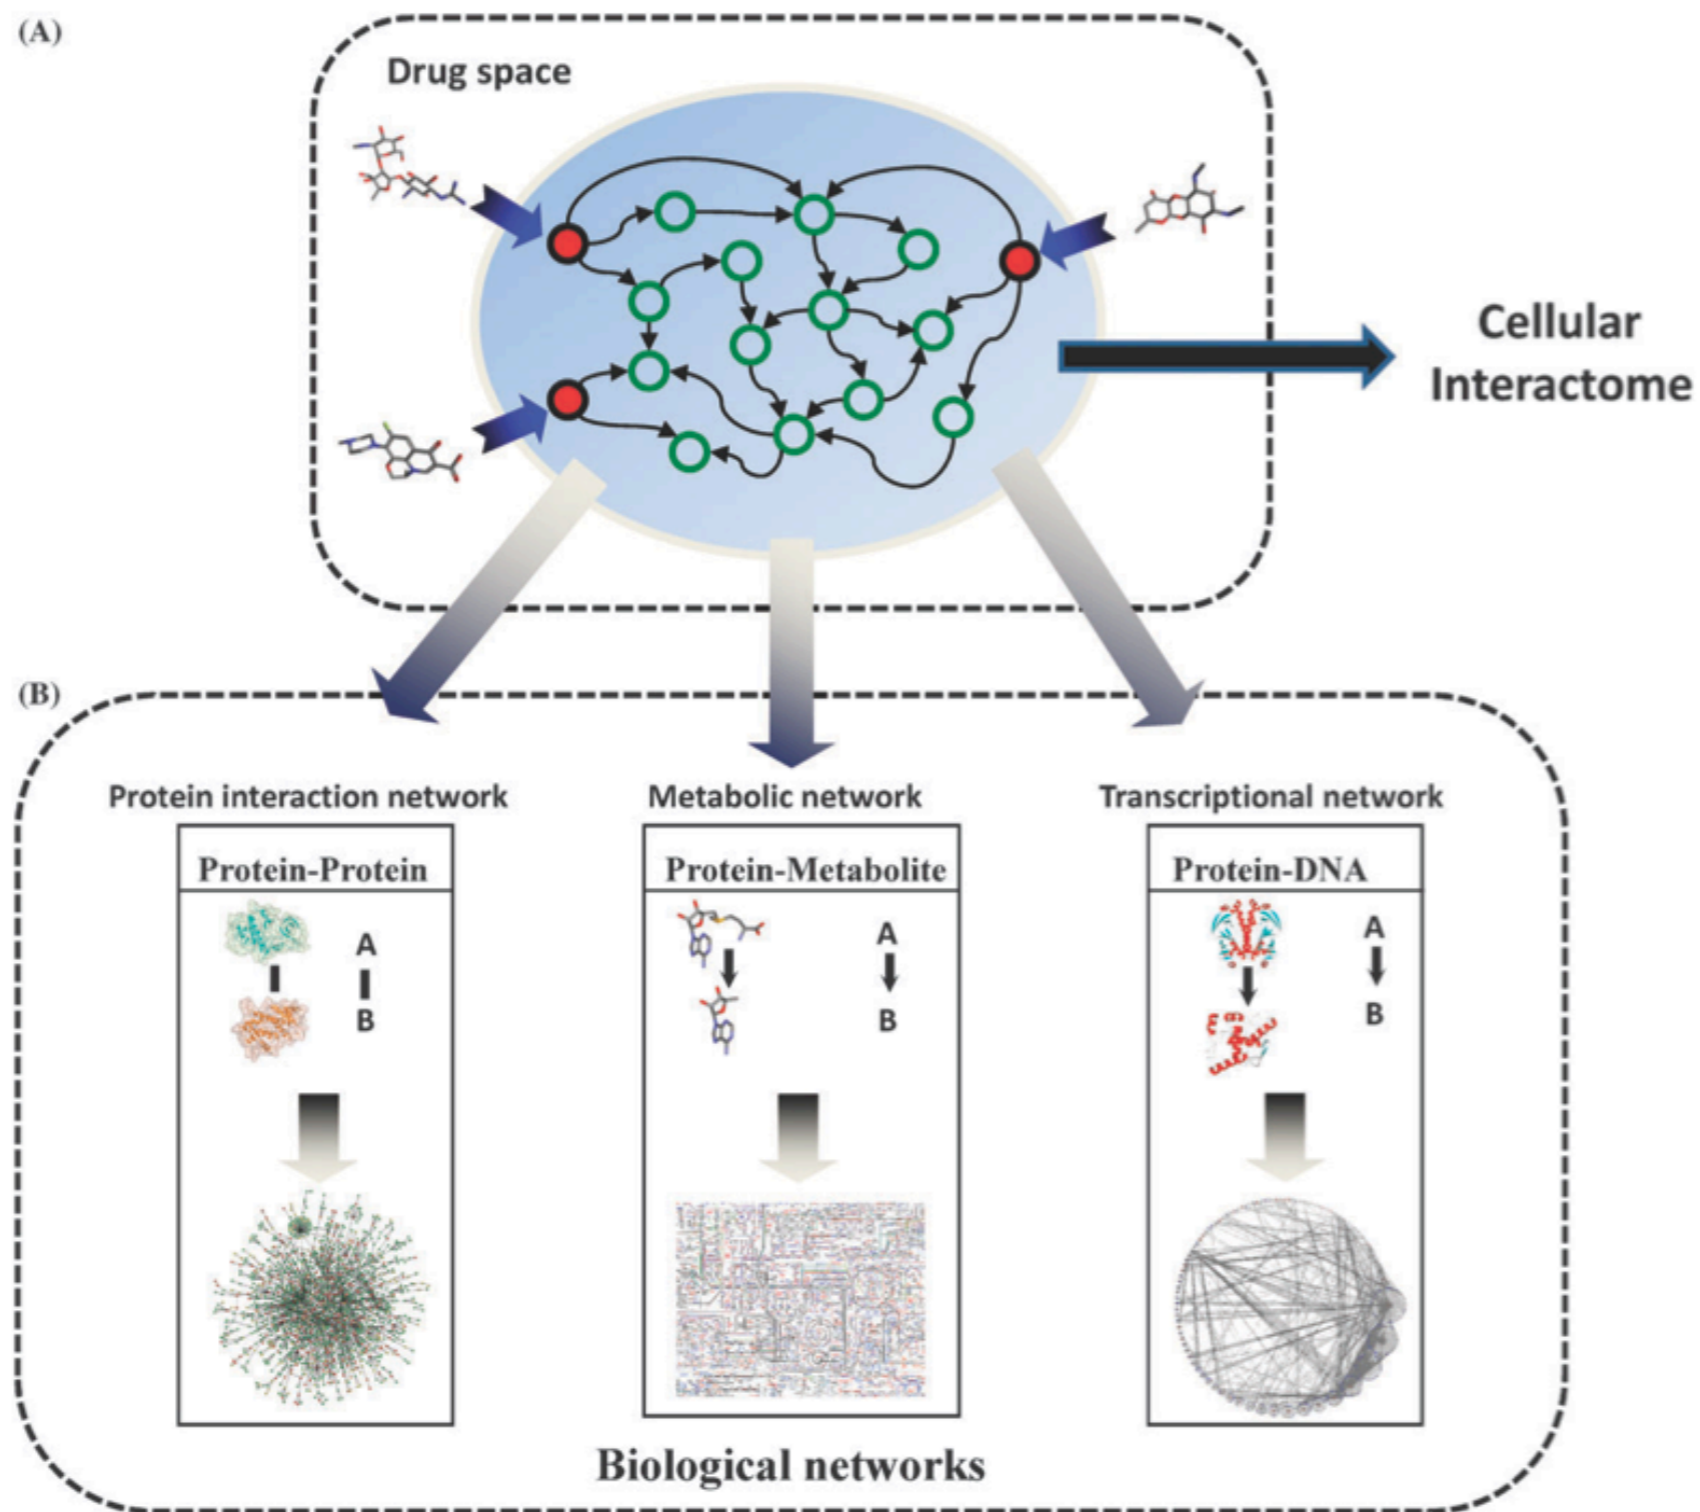 (A)
Drug space
Cellular
Interactome
(B)
Protein interaction network
Metabolic network
Transcriptional network
Protein-Protein
Protein-Metabolite
Protein-DNA
A
B
A
B
A
B
Biological networks